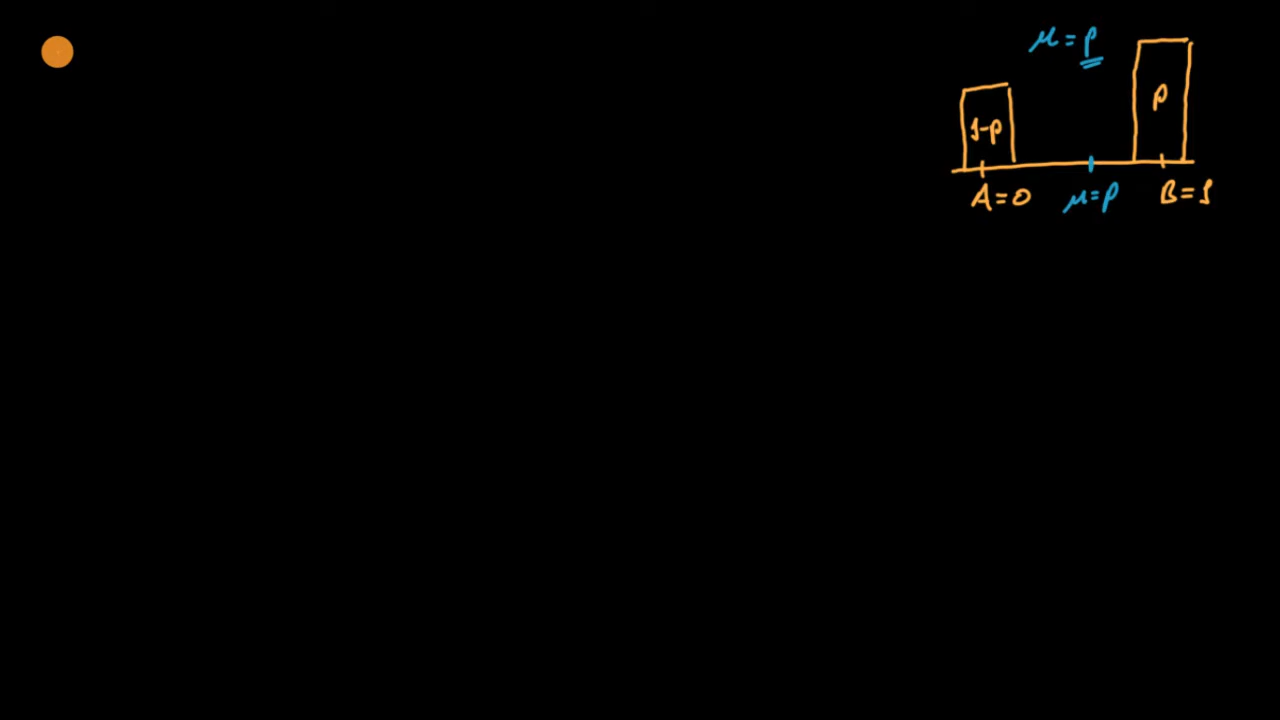 μ = p
1-p
p
A = 0
μ = p
B = 1